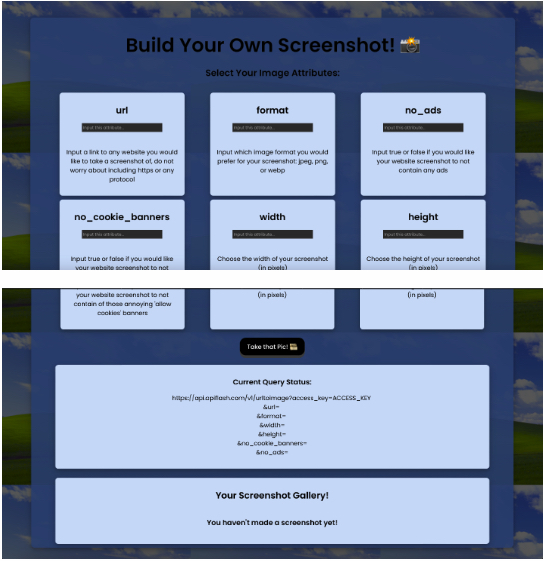 Build Your Own Screenshot! 📸
Select Your Image Attributes:
url
format
no_ads
Input this attribute...
Input this attribute...
Input this attribute...
Input a link to any website you would
like to take a screenshot of, do not
worry about including https or any
protocol
Input which image format you
would prefer for your screenshot: jpeg, png,
or webp
Input true or false if you would like
your website screenshot to not
contain any ads
no_cookie_banners
width
height
Input this attribute...
Input this attribute...
Input this attribute...
Input true or false if you would like
your website screenshot to not
Choose the width of your screenshot
(in pixels)
Choose the height of your screenshot
(in pixels)
your website screenshot to not
contain of those annoying 'allow
cookies' banners
(in pixels)
(in pixels)
Take that Pic! 📸
Current Query Status:
https://api.apiflash.com/v1/urltoimage?access_key=ACCESS_KEY
&url=
&format=
&width=
&height=
&no_cookie_banners=
&no_ads=
Your Screenshot Gallery!
You haven't made a screenshot yet!